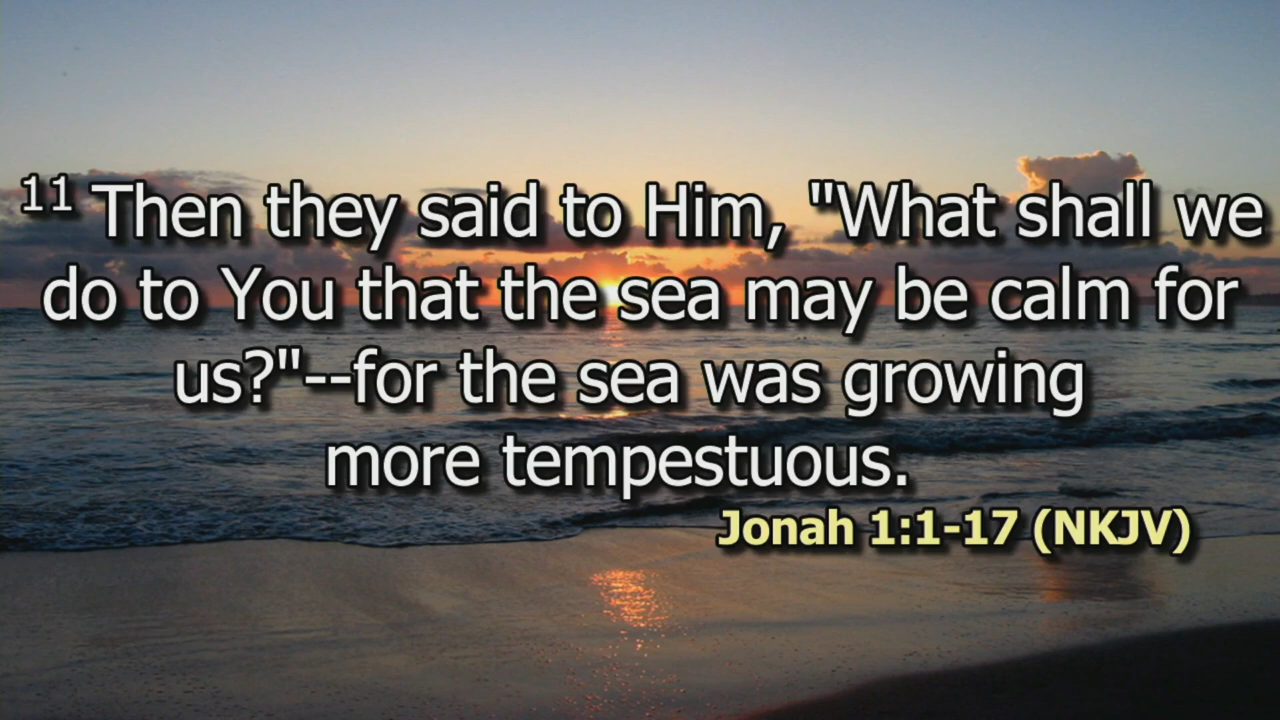 11 Then they said to Him, "What shall we
do to You that the sea may be calm for
us?"--for the sea was growing
more tempestuous.
Jonah 1:1-17 (NKJV)